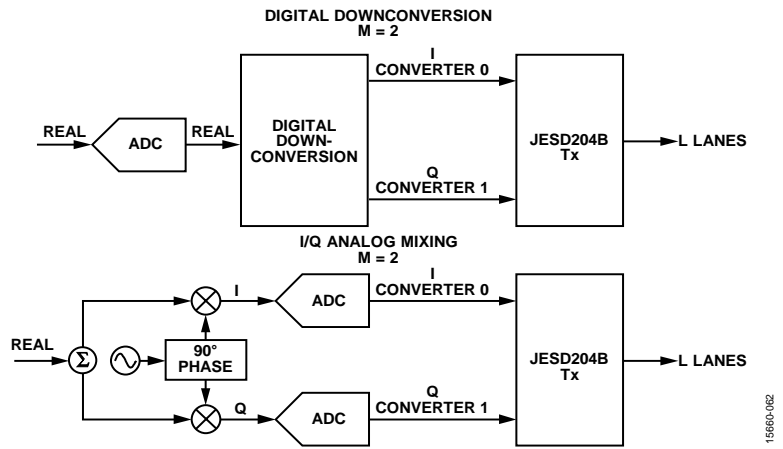 DIGITAL DOWNCONVERSION
M = 2
I
CONVERTER 0
REAL
ADC
REAL
DIGITAL
DOWN-
CONVERSION
JESD204B
Tx
L LANES
Q
CONVERTER 1
I/Q ANALOG MIXING
M = 2
I
I
CONVERTER 0
ADC
REAL
Σ
90°
PHASE
JESD204B
Tx
L LANES
Q
ADC
Q
CONVERTER 1
15660-062